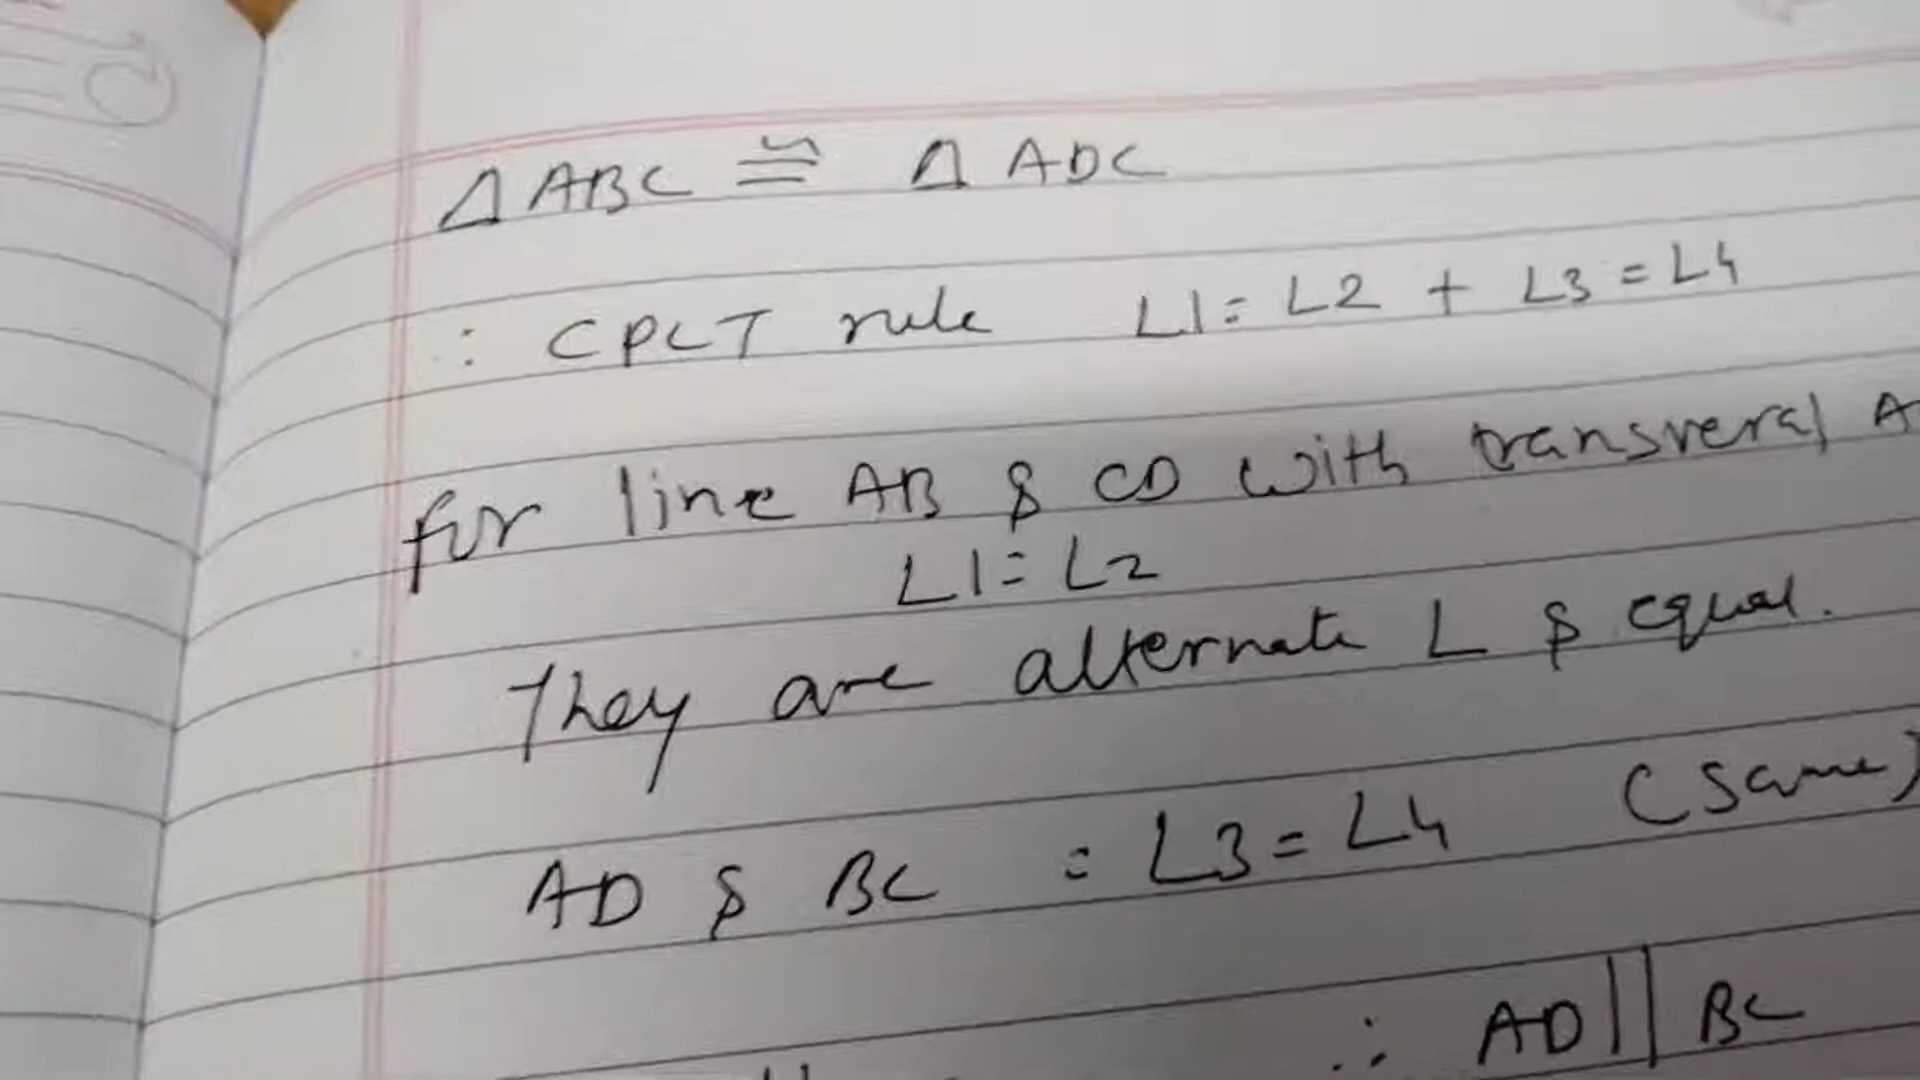 △ ABC ≅ △ ADC
∴ CPCT rule ∠1 = ∠2 + ∠3 = ∠4
for line AB & CD with transveral A
∠1 = ∠2
They are alternate ∠ & equal.
AD & BC = ∠3 = ∠4 (same)
∴ AD || BC